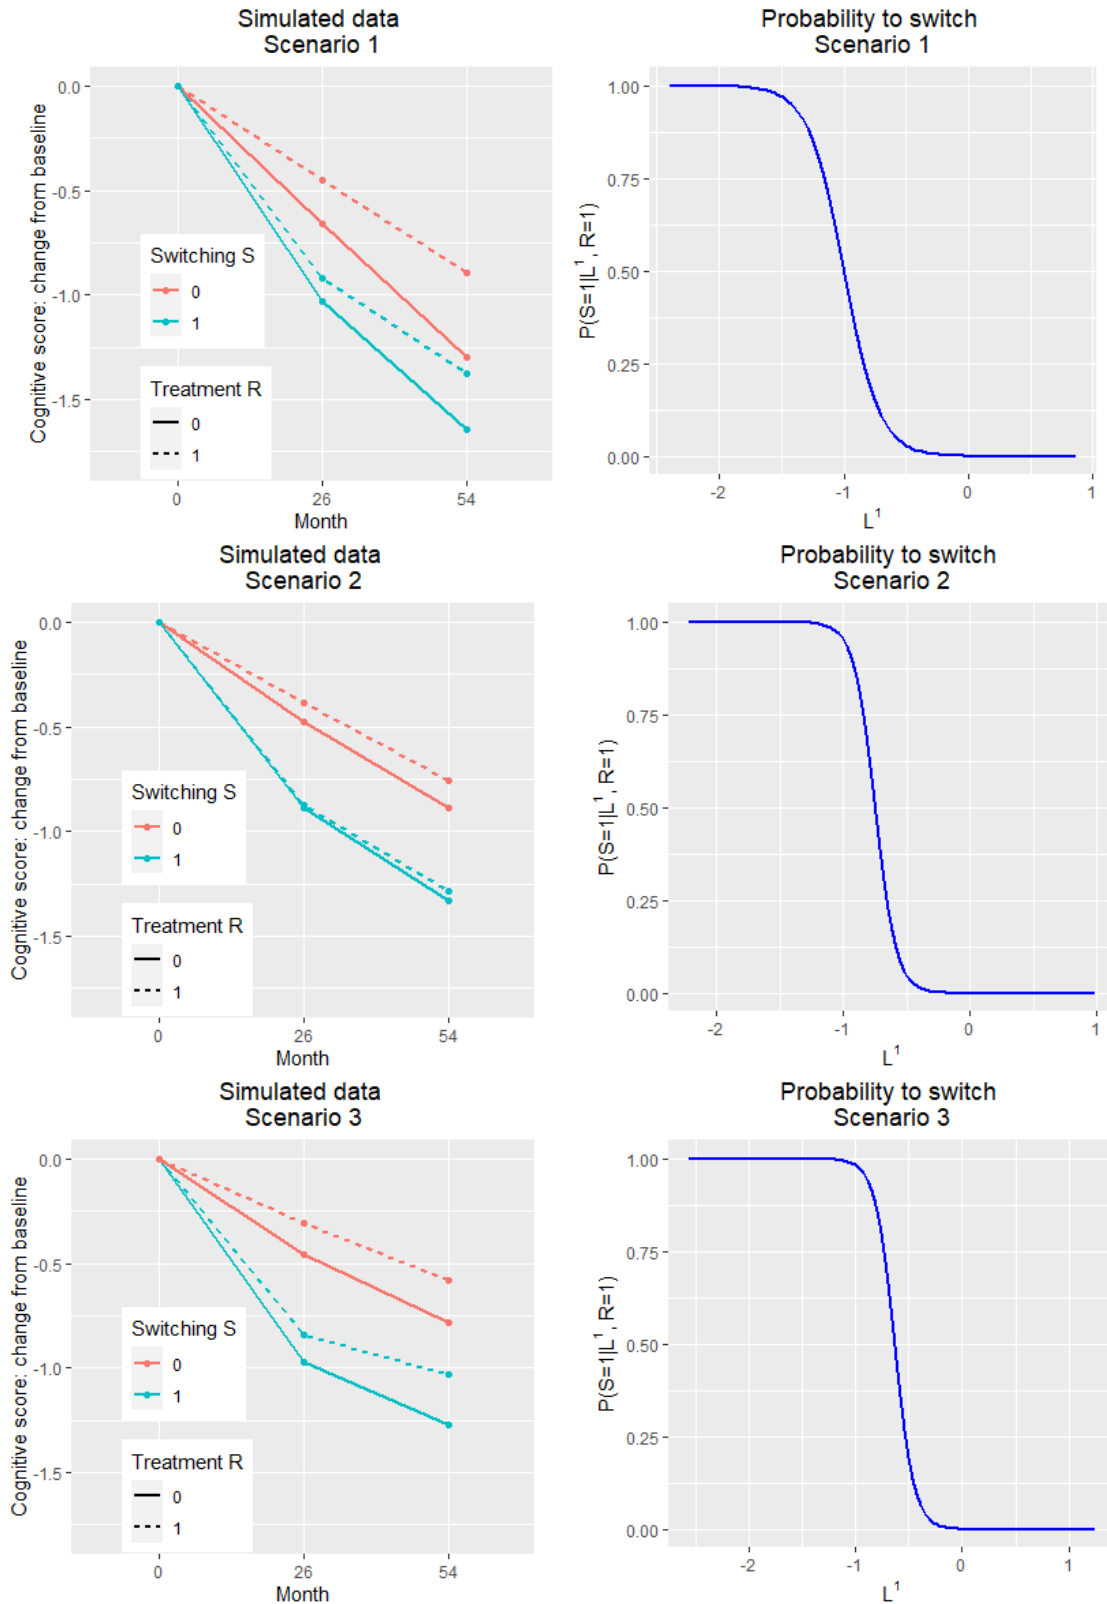 Simulated data
Scenario 1
Cognitive score: change from baseline
0.0
-0.5
-1.0
-1.5
Switching S
0
1
Treatment R
0
1
0 26 54
Month
Probability to switch
Scenario 1
P(S=1|L¹, R=1)
1.00
0.75
0.50
0.25
0.00
-2 -1 0 1
L¹
Simulated data
Scenario 2
Cognitive score: change from baseline
0.0
-0.5
-1.0
-1.5
Switching S
0
1
Treatment R
0
1
0 26 54
Month
Probability to switch
Scenario 2
P(S=1|L¹, R=1)
1.00
0.75
0.50
0.25
0.00
-2 -1 0 1
L¹
Simulated data
Scenario 3
Cognitive score: change from baseline
0.0
-0.5
-1.0
-1.5
Switching S
0
1
Treatment R
0
1
0 26 54
Month
Probability to switch
Scenario 3
P(S=1|L¹, R=1)
1.00
0.75
0.50
0.25
0.00
-2 -1 0 1
L¹